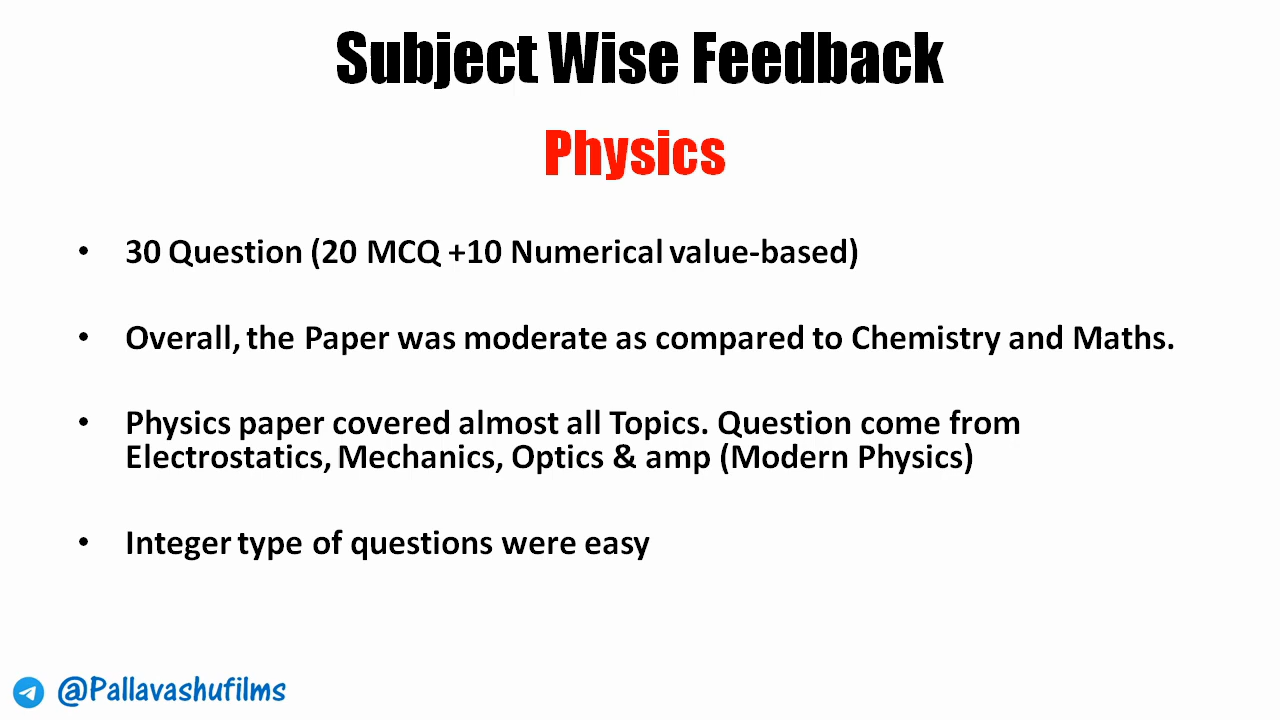 Subject Wise Feedback
Physics
• 30 Question (20 MCQ +10 Numerical value-based)
• Overall, the Paper was moderate as compared to Chemistry and Maths.
• Physics paper covered almost all Topics. Question come from
Electrostatics, Mechanics, Optics & amp (Modern Physics)
• Integer type of questions were easy
@Pallavashufilms